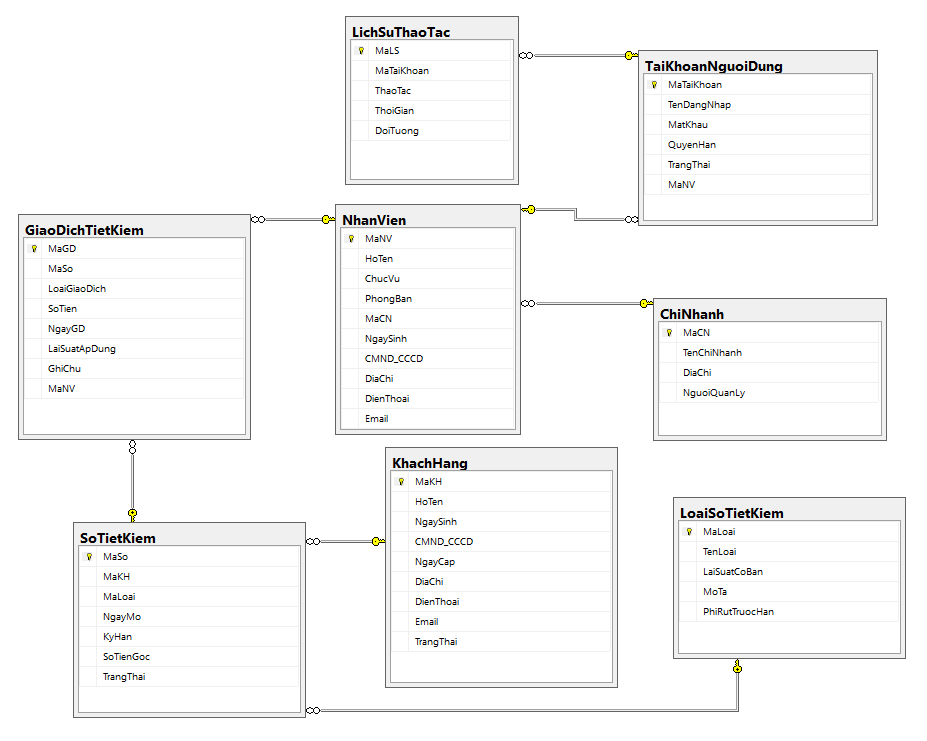 LichSuThaoTac
MaLS
MaTaiKhoan
ThaoTac
ThoiGian
DoiTuong
TaiKhoanNguoiDung
MaTaiKhoan
TenDangNhap
MatKhau
QuyenHan
TrangThai
MaNV
GiaoDichTietKiem
MaGD
MaSo
LoaiGiaoDich
SoTien
NgayGD
LaiSuatApDung
GhiChu
MaNV
NhanVien
MaNV
HoTen
ChucVu
PhongBan
MaCN
NgaySinh
CMND_CCCD
DiaChi
DienThoai
Email
ChiNhanh
MaCN
TenChiNhanh
DiaChi
NguoiQuanLy
SoTietKiem
MaSo
MaKH
MaLoai
NgayMo
KyHan
SoTienGoc
TrangThai
KhachHang
MaKH
HoTen
NgaySinh
CMND_CCCD
NgayCap
DiaChi
DienThoai
Email
TrangThai
LoaiSoTietKiem
MaLoai
TenLoai
LaiSuatCoBan
MoTa
PhiRutTruocHan